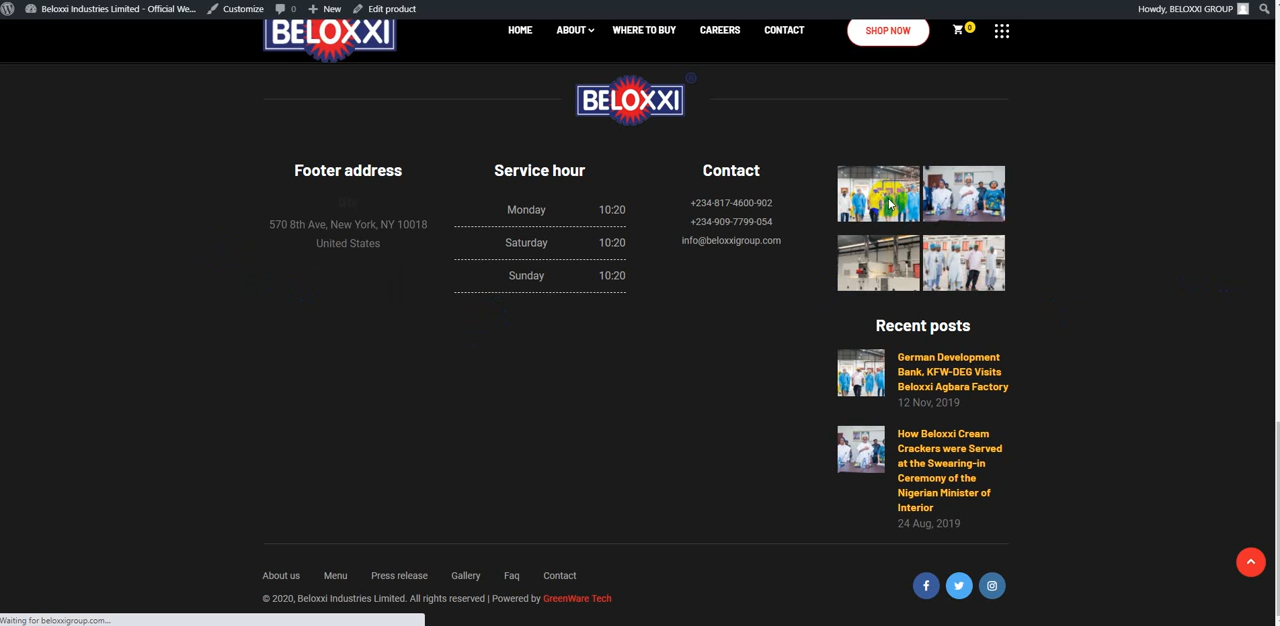 Beloxxi Industries Limited - Official We... Customize 0 New Edit product Howdy, BELOXXI GROUP
BELOXXI HOME ABOUT WHERE TO BUY CAREERS CONTACT SHOP NOW 0
BELOXXI ®
Footer address
570 8th Ave, New York, NY 10018
United States
Service hour
Monday 10:20
Saturday 10:20
Sunday 10:20
Contact
+234-817-4600-902
+234-909-7799-054
info@beloxxigroup.com
Recent posts
German Development
Bank, KFW-DEG Visits
Beloxxi Agbara Factory
12 Nov, 2019
How Beloxxi Cream
Crackers were Served
at the Swearing-in
Ceremony of the
Nigerian Minister of
Interior
24 Aug, 2019
About us Menu Press release Gallery Faq Contact
© 2020, Beloxxi Industries Limited. All rights reserved | Powered by GreenWare Tech
Waiting for beloxxigroup.com...